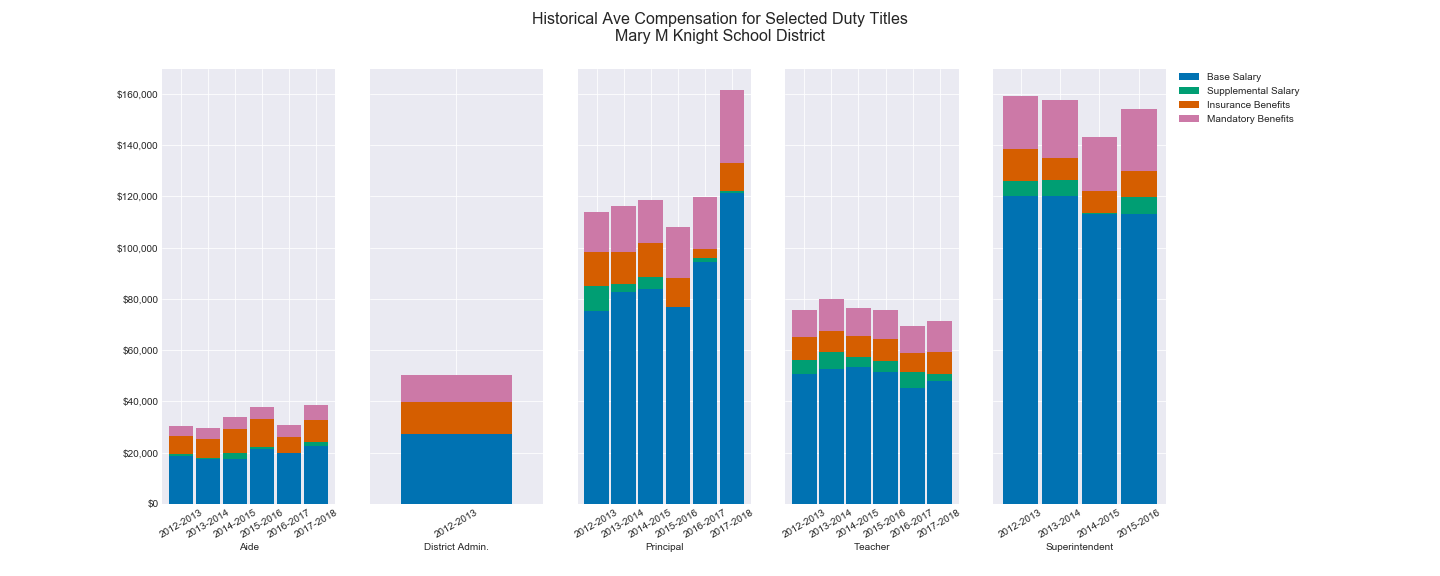 Historical Ave Compensation for Selected Duty Titles
Mary M Knight School District
$160,000
$140,000
$120,000
$100,000
$80,000
$60,000
$40,000
$20,000
$0
2012-2013
2013-2014
2014-2015
2015-2016
2016-2017
2017-2018
Aide
2012-2013
District Admin.
2012-2013
2013-2014
2014-2015
2015-2016
2016-2017
2017-2018
Principal
2012-2013
2013-2014
2014-2015
2015-2016
2016-2017
2017-2018
Teacher
2012-2013
2013-2014
2014-2015
2015-2016
Superintendent
Base Salary
Supplemental Salary
Insurance Benefits
Mandatory Benefits